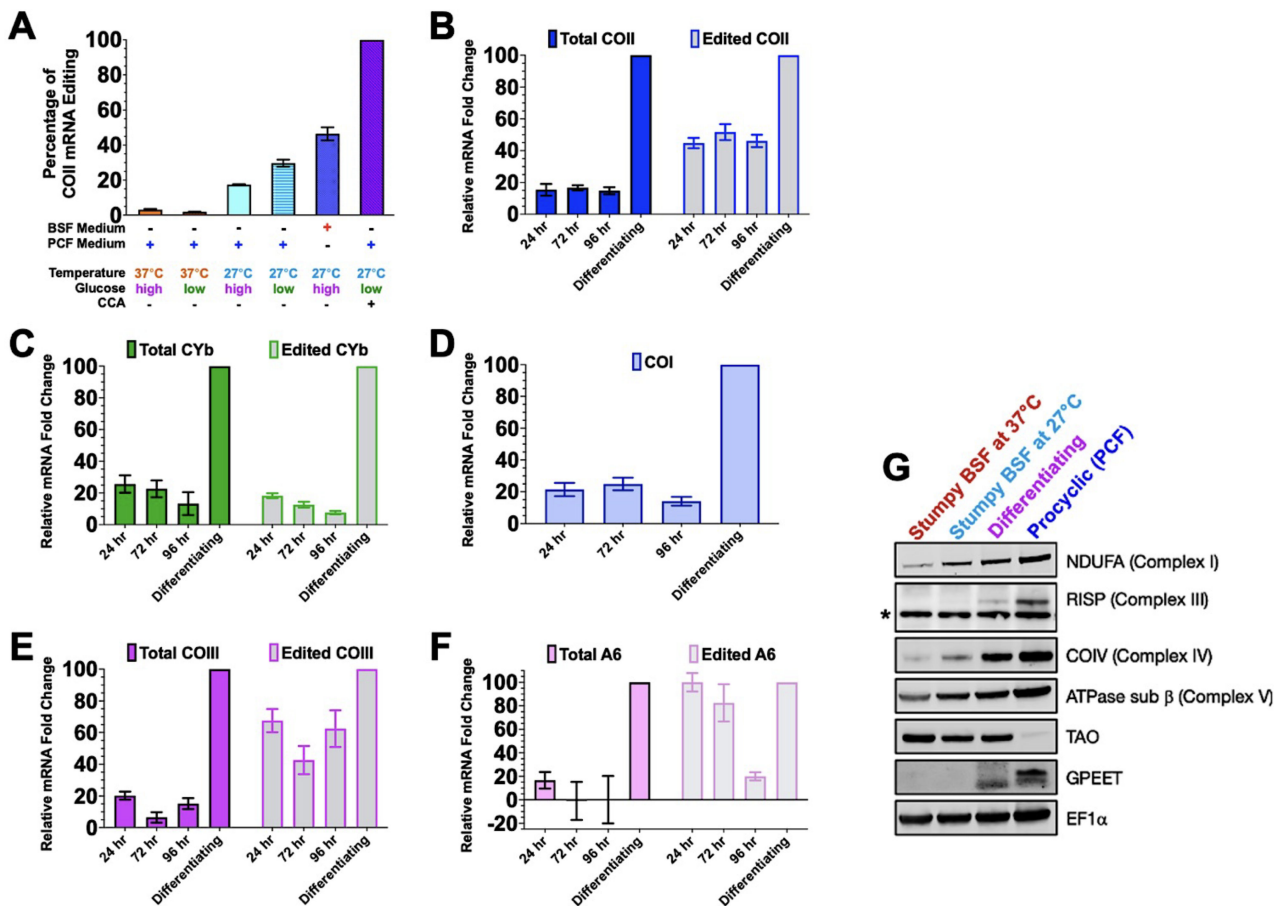 A
Percentage of
COII mRNA Editing
100
80
60
40
20
0
BSF Medium - - - - + -
PCF Medium + + + + - +
Temperature 37°C 37°C 27°C 27°C 27°C 27°C
Glucose high low high low high low
CCA - - - - - +
B
Total COII Edited COII
Relative mRNA Fold Change
100
80
60
40
20
0
24 hr 72 hr 96 hr Differentiating 24 hr 72 hr 96 hr Differentiating
C
Total CYb Edited CYb
Relative mRNA Fold Change
100
80
60
40
20
0
24 hr 72 hr 96 hr Differentiating 24 hr 72 hr 96 hr Differentiating
D
COI
Relative mRNA Fold Change
100
80
60
40
20
0
24 hr 72 hr 96 hr Differentiating
E
Total COIII Edited COIII
Relative mRNA Fold Change
100
80
60
40
20
0
24 hr 72 hr 96 hr Differentiating 24 hr 72 hr 96 hr Differentiating
F
Total A6 Edited A6
Relative mRNA Fold Change
100
80
60
40
20
0
-20
24 hr 72 hr 96 hr Differentiating 24 hr 72 hr 96 hr Differentiating
G
Stumpy BSF at 37°C
Stumpy BSF at 27°C
Differentiating
Procyclic (PCF)
NDUFA (Complex I)
RISP (Complex III)
*
COIV (Complex IV)
ATPase sub β (Complex V)
TAO
GPEET
EF1α